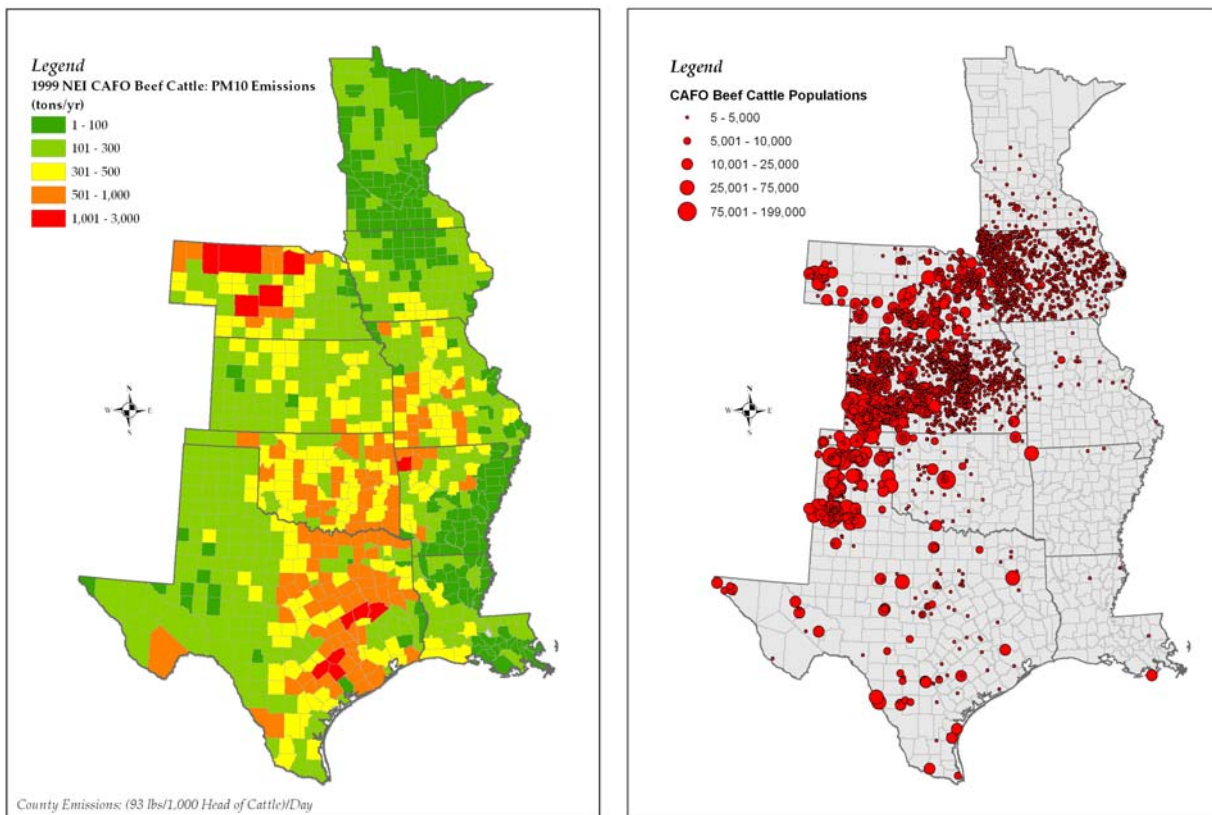 Legend
1999 NEI CAFO Beef Cattle: PM10 Emissions
(tons/yr)
1 - 100
101 - 300
301 - 500
501 - 1,000
1,001 - 3,000
N
W E
S
County Emissions: (93 lbs/1,000 Head of Cattle)/Day
Legend
CAFO Beef Cattle Populations
5 - 5,000
5,001 - 10,000
10,001 - 25,000
25,001 - 75,000
75,001 - 199,000
N
W E
S